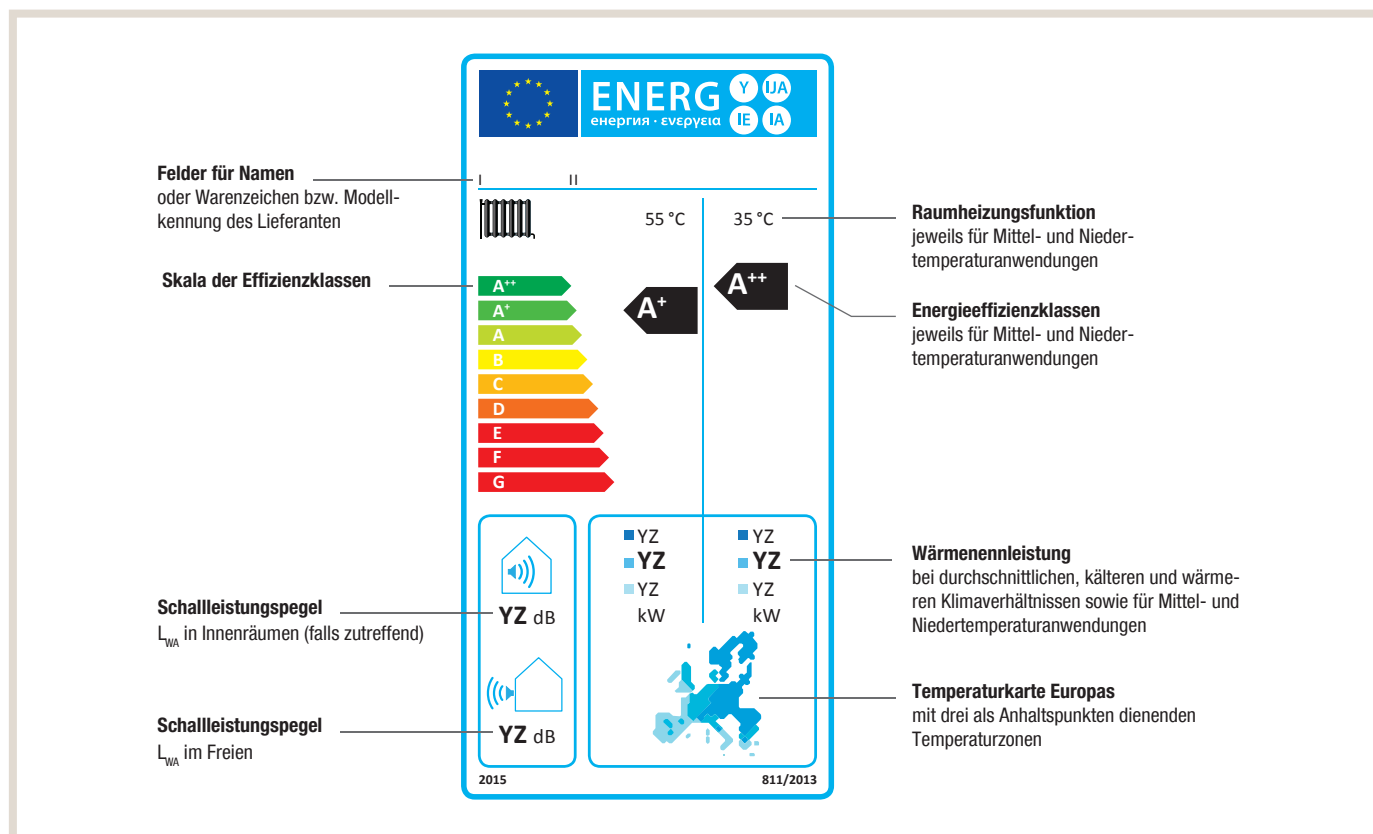 ENERG Y IJA
енергия · ενεργεια IE IA
Felder für Namen
oder Warenzeichen bzw. Modell-
kennung des Lieferanten
I II
55 °C 35 °C
Raumheizungsfunktion
jeweils für Mittel- und Nieder-
temperaturanwendungen
Skala der Effizienzklassen
A++
A+
A
B
C
D
E
F
G
A+
A++
Energieeffizienzklassen
jeweils für Mittel- und Nieder-
temperaturanwendungen
YZ YZ
YZ YZ
YZ YZ
kW kW
Wärmenennleistung
bei durchschnittlichen, kälteren und wärme-
ren Klimaverhältnissen sowie für Mittel- und
Niedertemperaturanwendungen
Schallleistungspegel
LWA in Innenräumen (falls zutreffend)
YZ dB
Schallleistungspegel
LWA im Freien
YZ dB
Temperaturkarte Europas
mit drei als Anhaltspunkten dienenden
Temperaturzonen
2015 811/2013